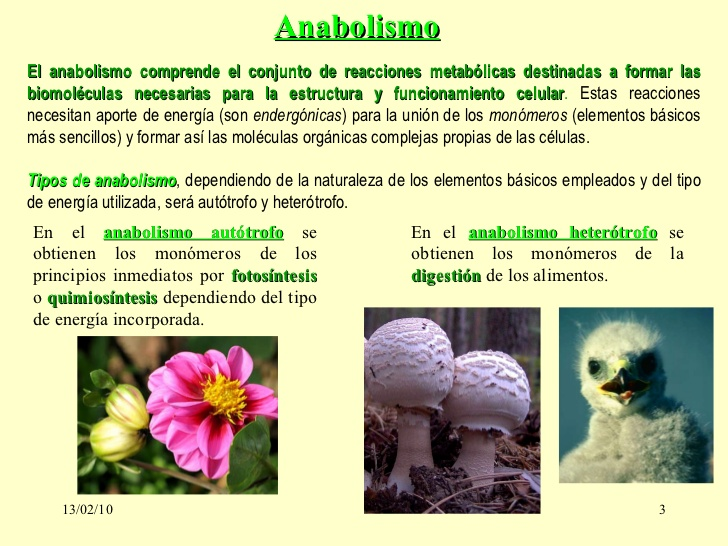 Anabolismo
El anabolismo comprende el conjunto de reacciones metabólicas destinadas a formar las
biomoléculas necesarias para la estructura y funcionamiento celular. Estas reacciones
necesitan aporte de energía (son endergónicas) para la unión de los monómeros (elementos básicos
más sencillos) y formar así las moléculas orgánicas complejas propias de las células.
Tipos de anabolismo, dependiendo de la naturaleza de los elementos básicos empleados y del tipo
de energía utilizada, será autótrofo y heterótrofo.
En el anabolismo autótrofo se
obtienen los monómeros de los
principios inmediatos por fotosíntesis
o quimiosíntesis dependiendo del tipo
de energía incorporada.
En el anabolismo heterótrofo se
obtienen los monómeros de la
digestión de los alimentos.
13/02/10
3